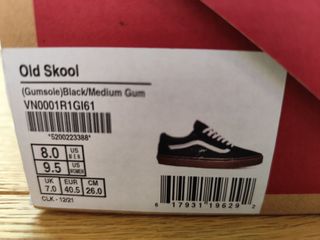 Old Skool
(Gumsole)Black/Medium Gum
VN0001R1GI61
*5200223388*
8.0 US MEN
9.5 US WMN
UK EUR CM
7.0 40.5 26.0
CLK - 12/21
6 17931 19629 2